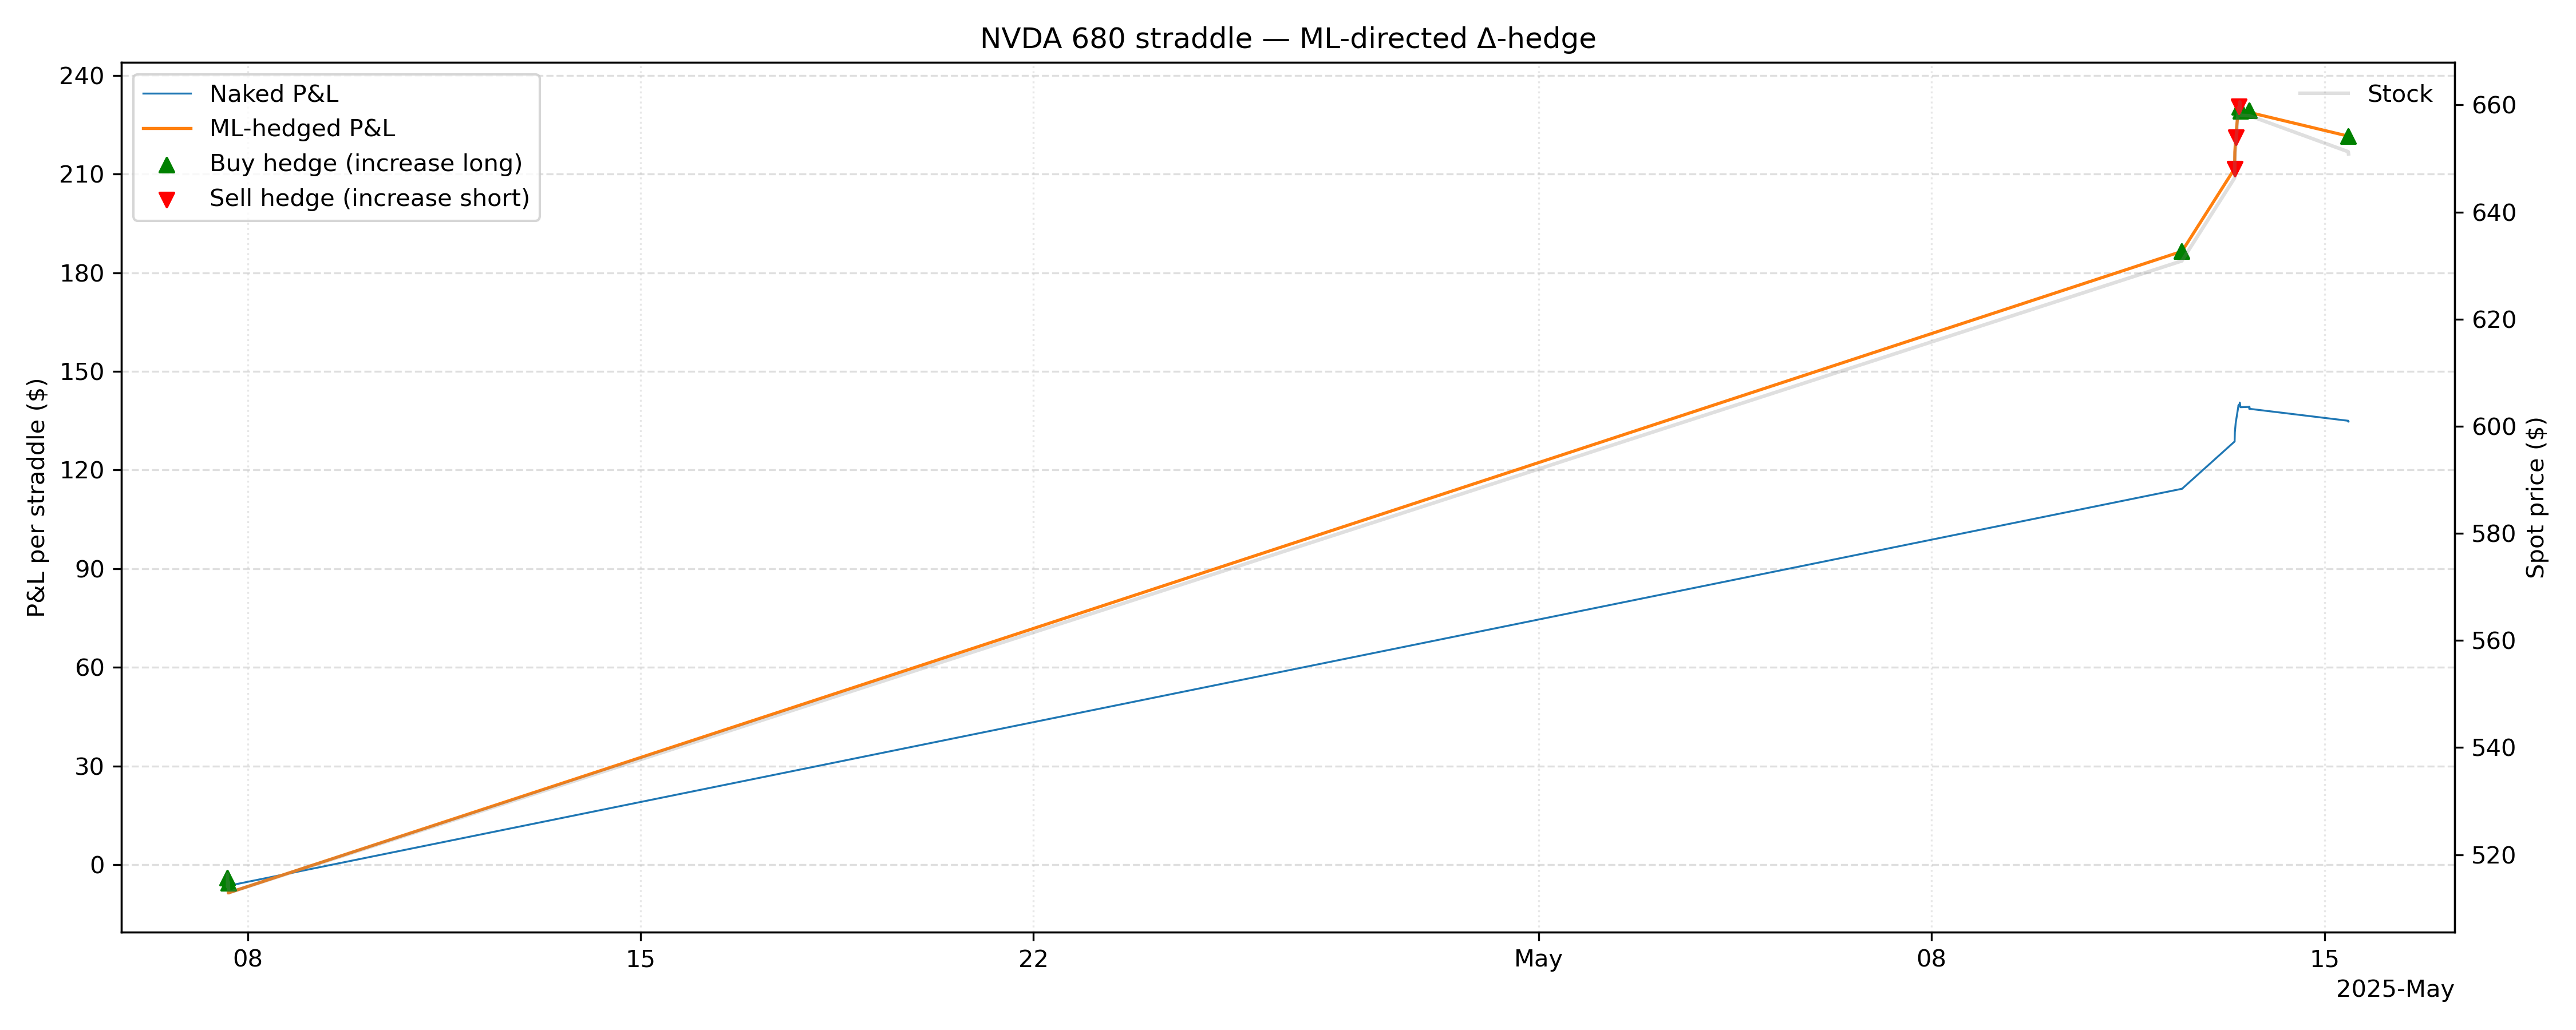 NVDA 680 straddle — ML-directed Δ-hedge
Naked P&L
ML-hedged P&L
Buy hedge (increase long)
Sell hedge (increase short)
Stock
P&L per straddle ($)
240
210
180
150
120
90
60
30
0
660
640
620
600
580
560
540
520
Spot price ($)
08
15
22
May
08
15
2025-May